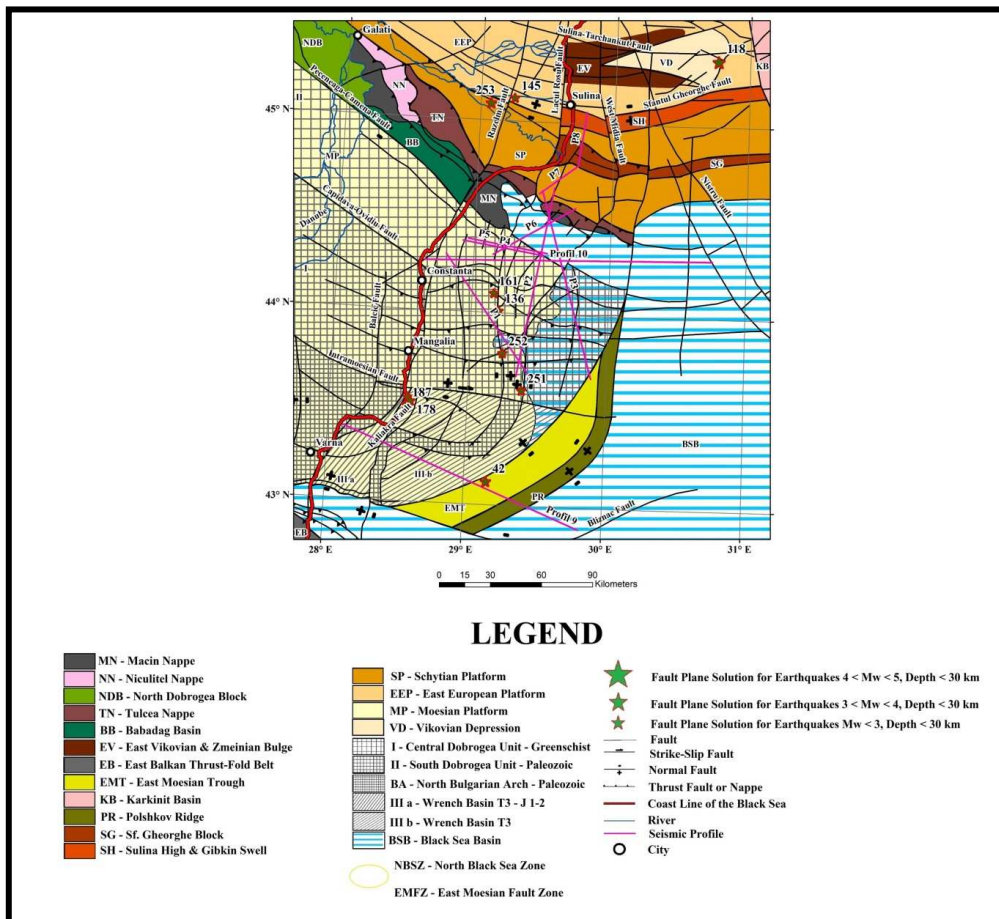 Galati
NDB
EEP
Sulina-Tarchankut Fault
118
EV
VD
KB
NN
Lacul Rosu Fault
253
145
Sulina
Sfantul Gheorghe Fault
45° N
Peceneaga-Camena Fault
II
TN
Razelm Fault
SH
West Midia Fault
BB
P8
MP
SP
SG
P7
Nistru Fault
MN
Capidava-Ovidiu Fault
P6
Danube
P5
P4
Profil 10
I
Constanta
161
P2
P3
44° N
136
Balcic Fault
P1
252
Mangalia
Intramoesian Fault
251
187
178
Kaliakra Fault
Varna
BSB
42
III a
III b
43° N
PR
EMT
Profil 9
Bliznac Fault
EB
28° E
29° E
30° E
31° E
0 15 30 60 90
Kilometers
LEGEND
MN - Macin Nappe
NN - Niculitel Nappe
NDB - North Dobrogea Block
TN - Tulcea Nappe
BB - Babadag Basin
EV - East Vikovian & Zmeinian Bulge
EB - East Balkan Thrust-Fold Belt
EMT - East Moesian Trough
KB - Karkinit Basin
PR - Polshkov Ridge
SG - Sf. Gheorghe Block
SH - Sulina High & Gibkin Swell
SP - Schytian Platform
EEP - East European Platform
MP - Moesian Platform
VD - Vikovian Depression
I - Central Dobrogea Unit - Greenschist
II - South Dobrogea Unit - Paleozoic
BA - North Bulgarian Arch - Paleozoic
III a - Wrench Basin T3 - J 1-2
III b - Wrench Basin T3
BSB - Black Sea Basin
NBSZ - North Black Sea Zone
EMFZ - East Moesian Fault Zone
Fault Plane Solution for Earthquakes 4 < Mw < 5, Depth < 30 km
Fault Plane Solution for Earthquakes 3 < Mw < 4, Depth < 30 km
Fault Plane Solution for Earthquakes Mw < 3, Depth < 30 km
Fault
Strike-Slip Fault
Normal Fault
Thrust Fault or Nappe
Coast Line of the Black Sea
River
Seismic Profile
City